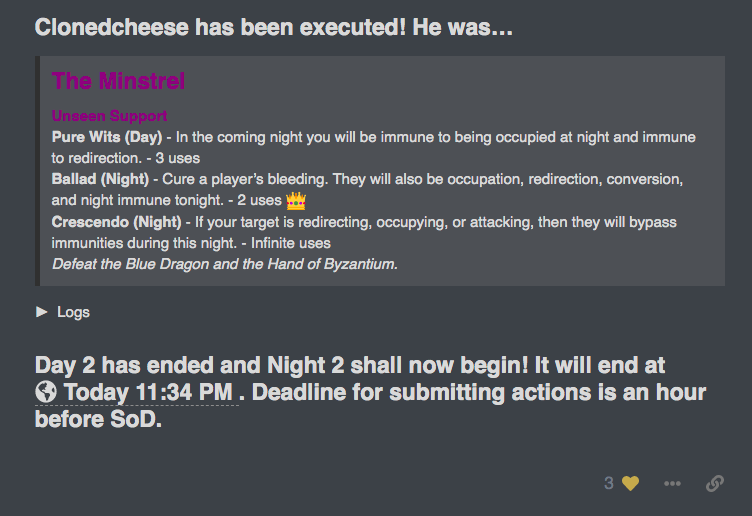 Clonedcheese has been executed! He was…
The Minstrel
Unseen Support
Pure Wits (Day) - In the coming night you will be immune to being occupied at night and immune
to redirection. - 3 uses
Ballad (Night) - Cure a player’s bleeding. They will also be occupation, redirection, conversion,
and night immune tonight. - 2 uses
Crescendo (Night) - If your target is redirecting, occupying, or attacking, then they will bypass
immunities during this night. - Infinite uses
Defeat the Blue Dragon and the Hand of Byzantium.
Logs
Day 2 has ended and Night 2 shall now begin! It will end at
Today 11:34 PM . Deadline for submitting actions is an hour
before SoD.
3